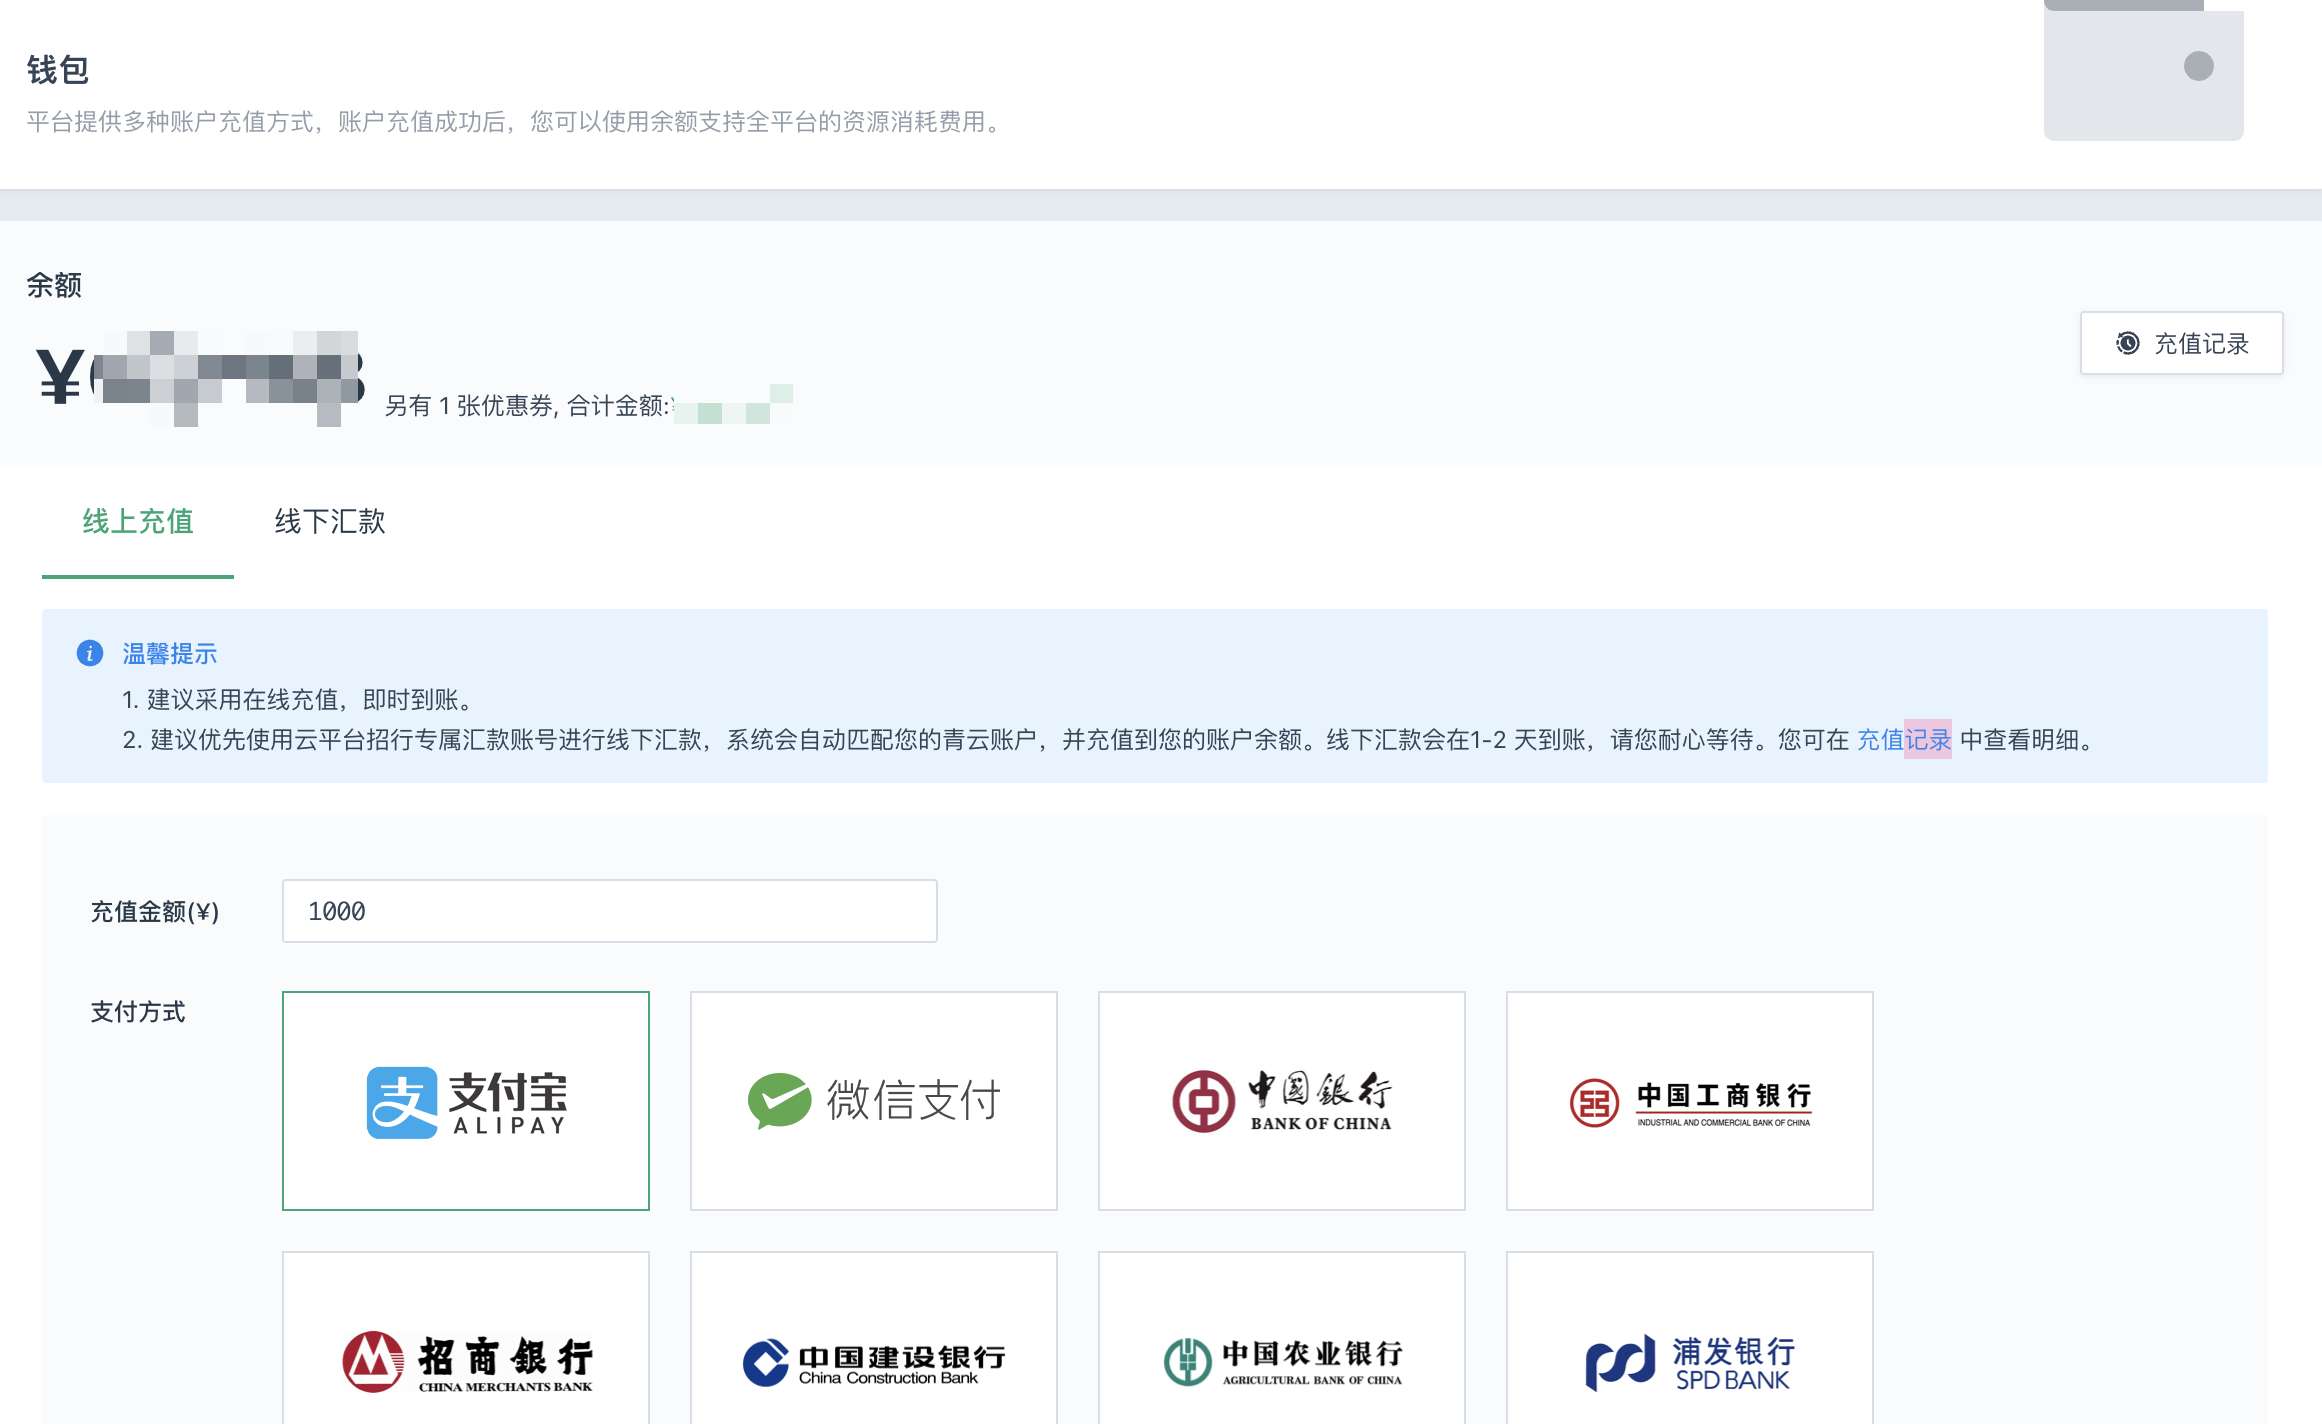 钱包
平台提供多种账户充值方式，账户充值成功后，您可以使用余额支持全平台的资源消耗费用。
余额
¥
另有 1 张优惠券, 合计金额:
充值记录
线上充值
线下汇款
温馨提示
1. 建议采用在线充值，即时到账。
2. 建议优先使用云平台招行专属汇款账号进行线下汇款，系统会自动匹配您的青云账户，并充值到您的账户余额。线下汇款会在1-2 天到账，请您耐心等待。您可在 充值记录 中查看明细。
充值金额(¥)
1000
支付方式
支付宝
ALIPAY
微信支付
中国銀行
BANK OF CHINA
中国工商银行
INDUSTRIAL AND COMMERCIAL BANK OF CHINA
招商銀行
CHINA MERCHANTS BANK
中国建设银行
China Construction Bank
中国农业银行
AGRICULTURAL BANK OF CHINA
浦发银行
SPD BANK